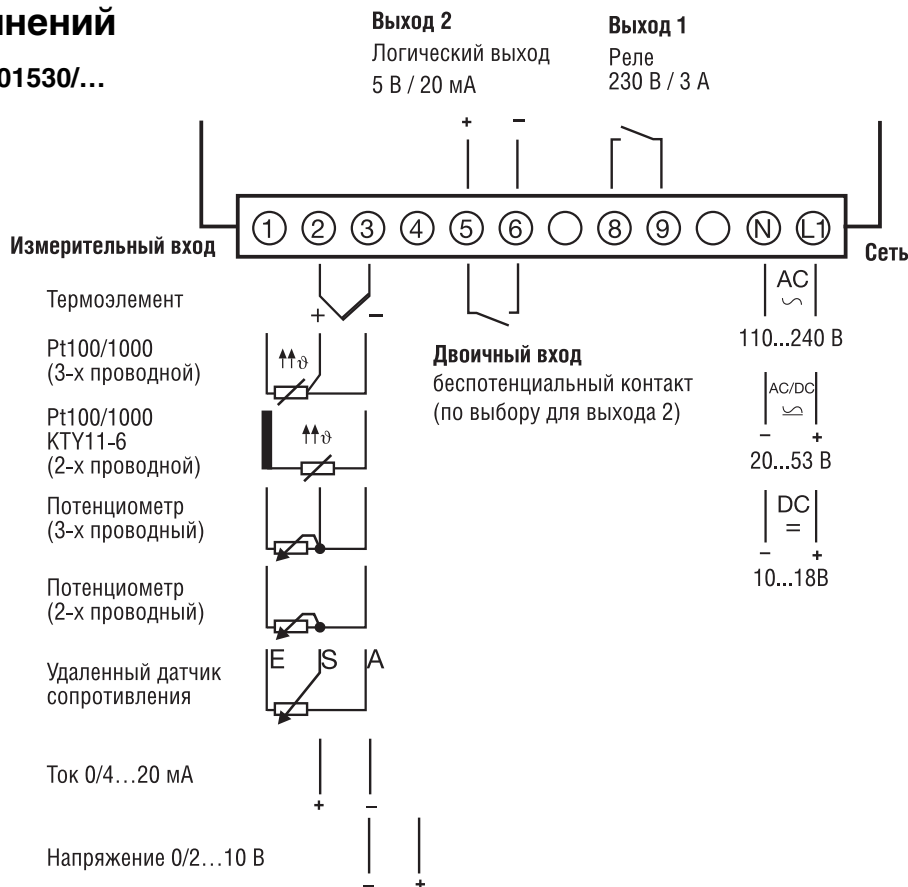 нений
01530/...
Выход 2
Логический выход
5 В / 20 мА
+ −
Выход 1
Реле
230 В / 3 А
1 2 3 4 5 6 8 9 N L1
Измерительный вход
Сеть
Термоэлемент
+ −
Pt100/1000
(3-х проводной)
ϑ
Pt100/1000
KTY11-6
(2-х проводной)
ϑ
Потенциометр
(3-х проводный)
Потенциометр
(2-х проводный)
Удаленный датчик
сопротивления
E S A
Ток 0/4...20 мА
+ −
Напряжение 0/2...10 В
− +
Двоичный вход
беспотенциальный контакт
(по выбору для выхода 2)
AC
110...240 В
AC/DC
− +
20...53 В
DC
=
− +
10...18В